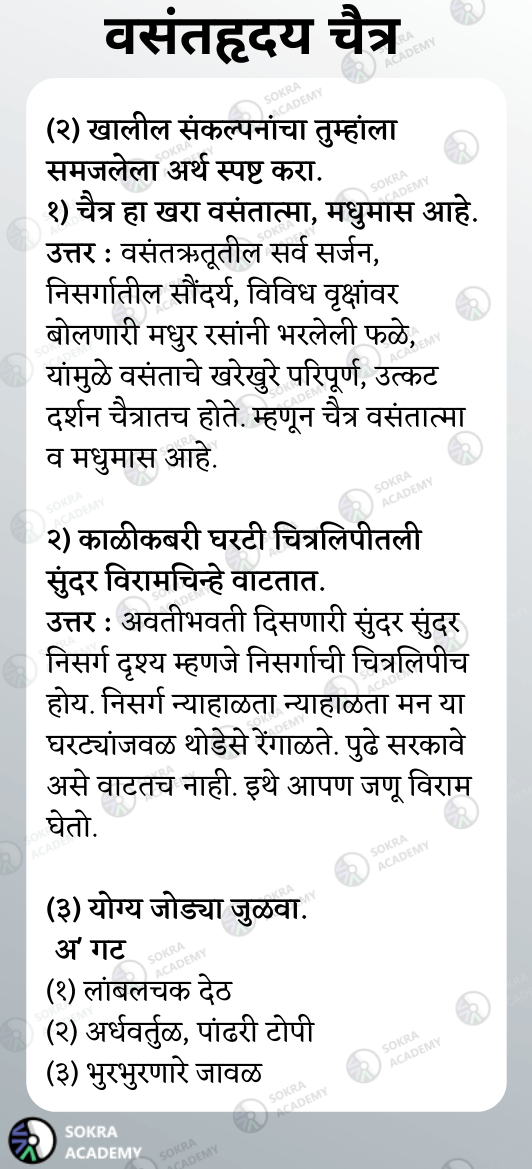 वसंतहृदय चैत्र
(२) खालील संकल्पनांचा तुम्हांला
समजलेला अर्थ स्पष्ट करा.
१) चैत्र हा खरा वसंतात्मा, मधुमास आहे.
उत्तर : वसंतऋतूतील सर्व सर्जन,
निसर्गातील सौंदर्य, विविध वृक्षांवर
बोलणारी मधुर रसांनी भरलेली फळे,
यांमुळे वसंताचे खरेखुरे परिपूर्ण, उत्कट
दर्शन चैत्रातच होते. म्हणून चैत्र वसंतात्मा
व मधुमास आहे.
२) काळीकबरी घरटी चित्रलिपीतली
सुंदर विरामचिन्हे वाटतात.
उत्तर : अवतीभवती दिसणारी सुंदर सुंदर
निसर्ग दृश्य म्हणजे निसर्गाची चित्रलिपीच
होय. निसर्ग न्याहाळता न्याहाळता मन या
घरट्यांजवळ थोडेसे रेंगाळते. पुढे सरकावे
असे वाटतच नाही. इथे आपण जणू विराम
घेतो.
(३) योग्य जोड्या जुळवा.
अ' गट
(१) लांबलचक देठ
(२) अर्धवर्तुळ, पांढरी टोपी
(३) भुरभुरणारे जावळ
SOKRA
ACADEMY